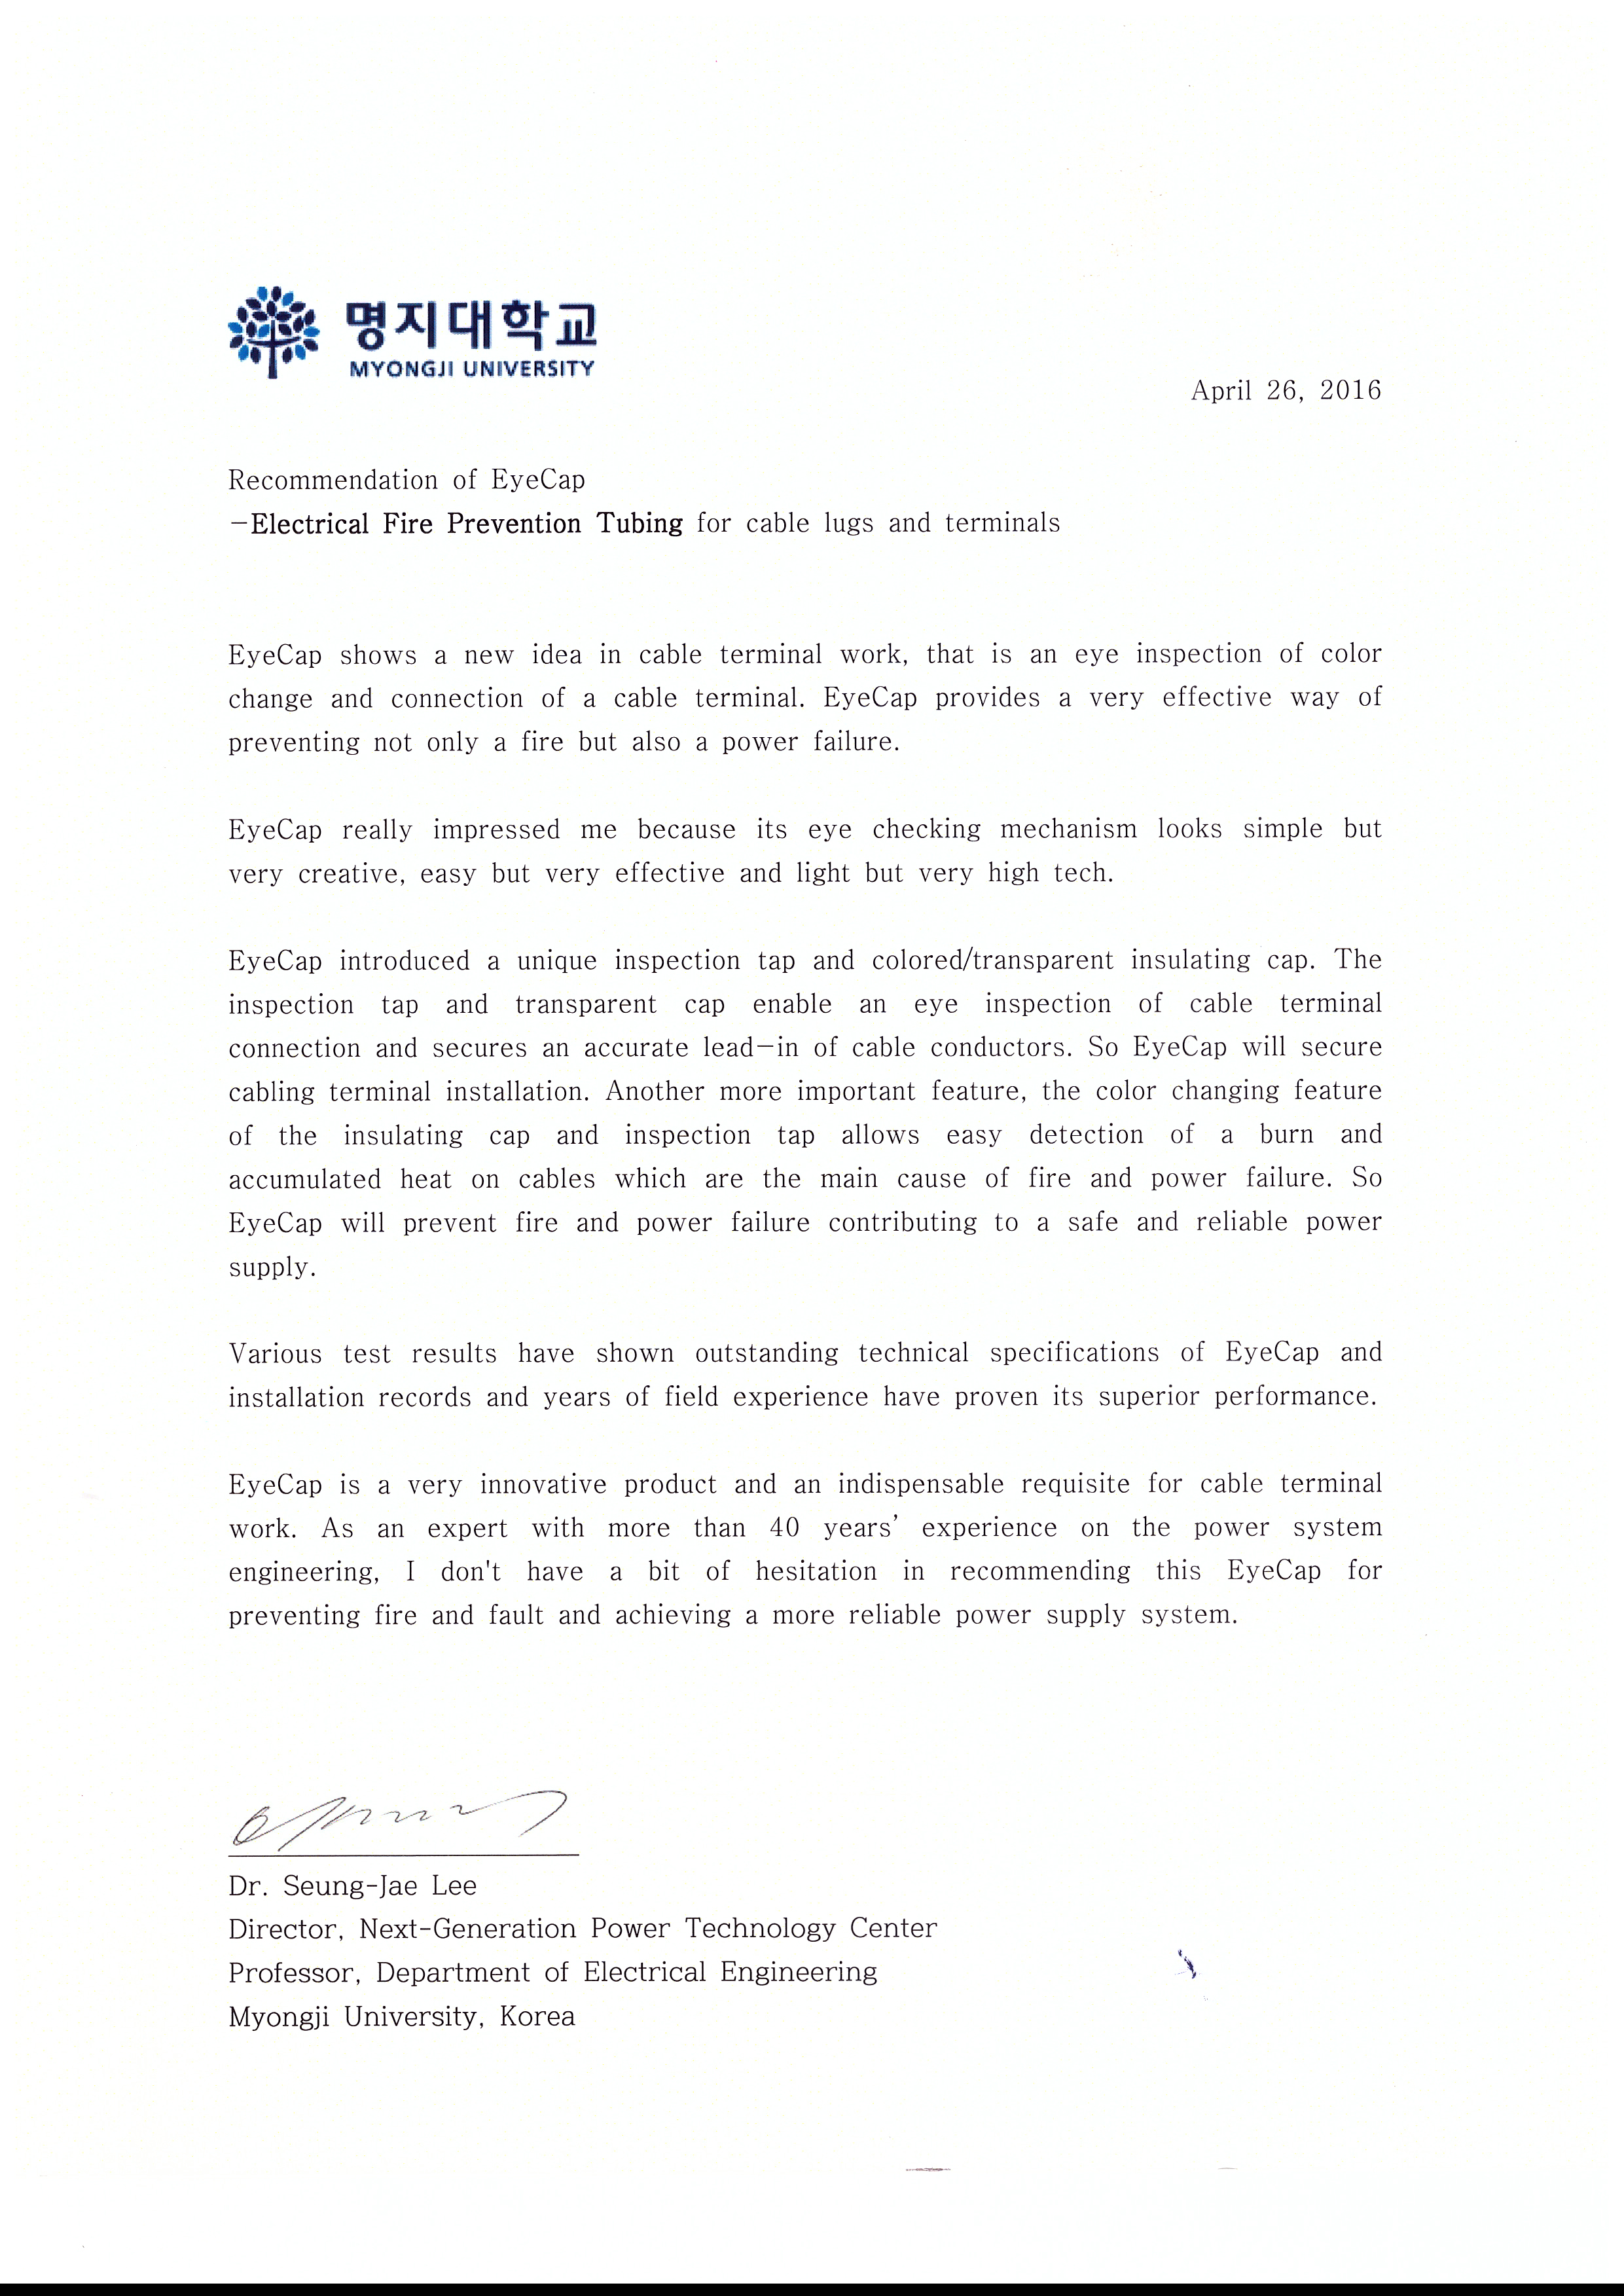 명지대학교
MYONGJI UNIVERSITY
April 26, 2016
Recommendation of EyeCap
-Electrical Fire Prevention Tubing for cable lugs and terminals
EyeCap shows a new idea in cable terminal work, that is an eye inspection of color
change and connection of a cable terminal. EyeCap provides a very effective way of
preventing not only a fire but also a power failure.
EyeCap really impressed me because its eye checking mechanism looks simple but
very creative, easy but very effective and light but very high tech.
EyeCap introduced a unique inspection tap and colored/transparent insulating cap. The
inspection tap and transparent cap enable an eye inspection of cable terminal
connection and secures an accurate lead-in of cable conductors. So EyeCap will secure
cabling terminal installation. Another more important feature, the color changing feature
of the insulating cap and inspection tap allows easy detection of a burn and
accumulated heat on cables which are the main cause of fire and power failure. So
EyeCap will prevent fire and power failure contributing to a safe and reliable power
supply.
Various test results have shown outstanding technical specifications of EyeCap and
installation records and years of field experience have proven its superior performance.
EyeCap is a very innovative product and an indispensable requisite for cable terminal
work. As an expert with more than 40 years' experience on the power system
engineering, I don't have a bit of hesitation in recommending this EyeCap for
preventing fire and fault and achieving a more reliable power supply system.
Dr. Seung-Jae Lee
Director, Next-Generation Power Technology Center
Professor, Department of Electrical Engineering
Myongji University, Korea